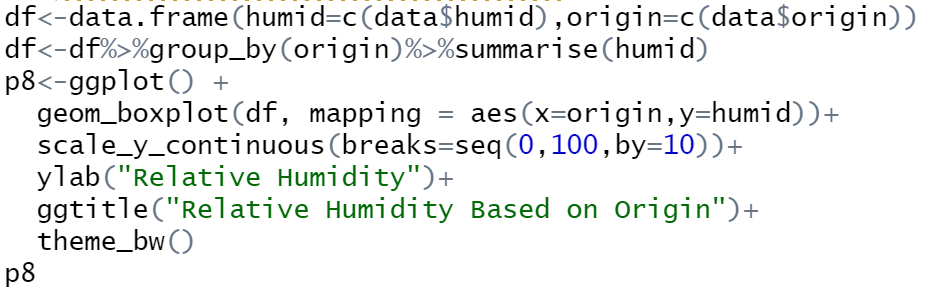 df<-data.frame(humid=c(data$humid),origin=c(data$origin))
df<-df%>%group_by(origin)%>%summarise(humid)
p8<-ggplot() +
  geom_boxplot(df, mapping = aes(x=origin,y=humid))+
  scale_y_continuous(breaks=seq(0,100,by=10))+
  ylab("Relative Humidity")+
  ggtitle("Relative Humidity Based on Origin")+
  theme_bw()
p8